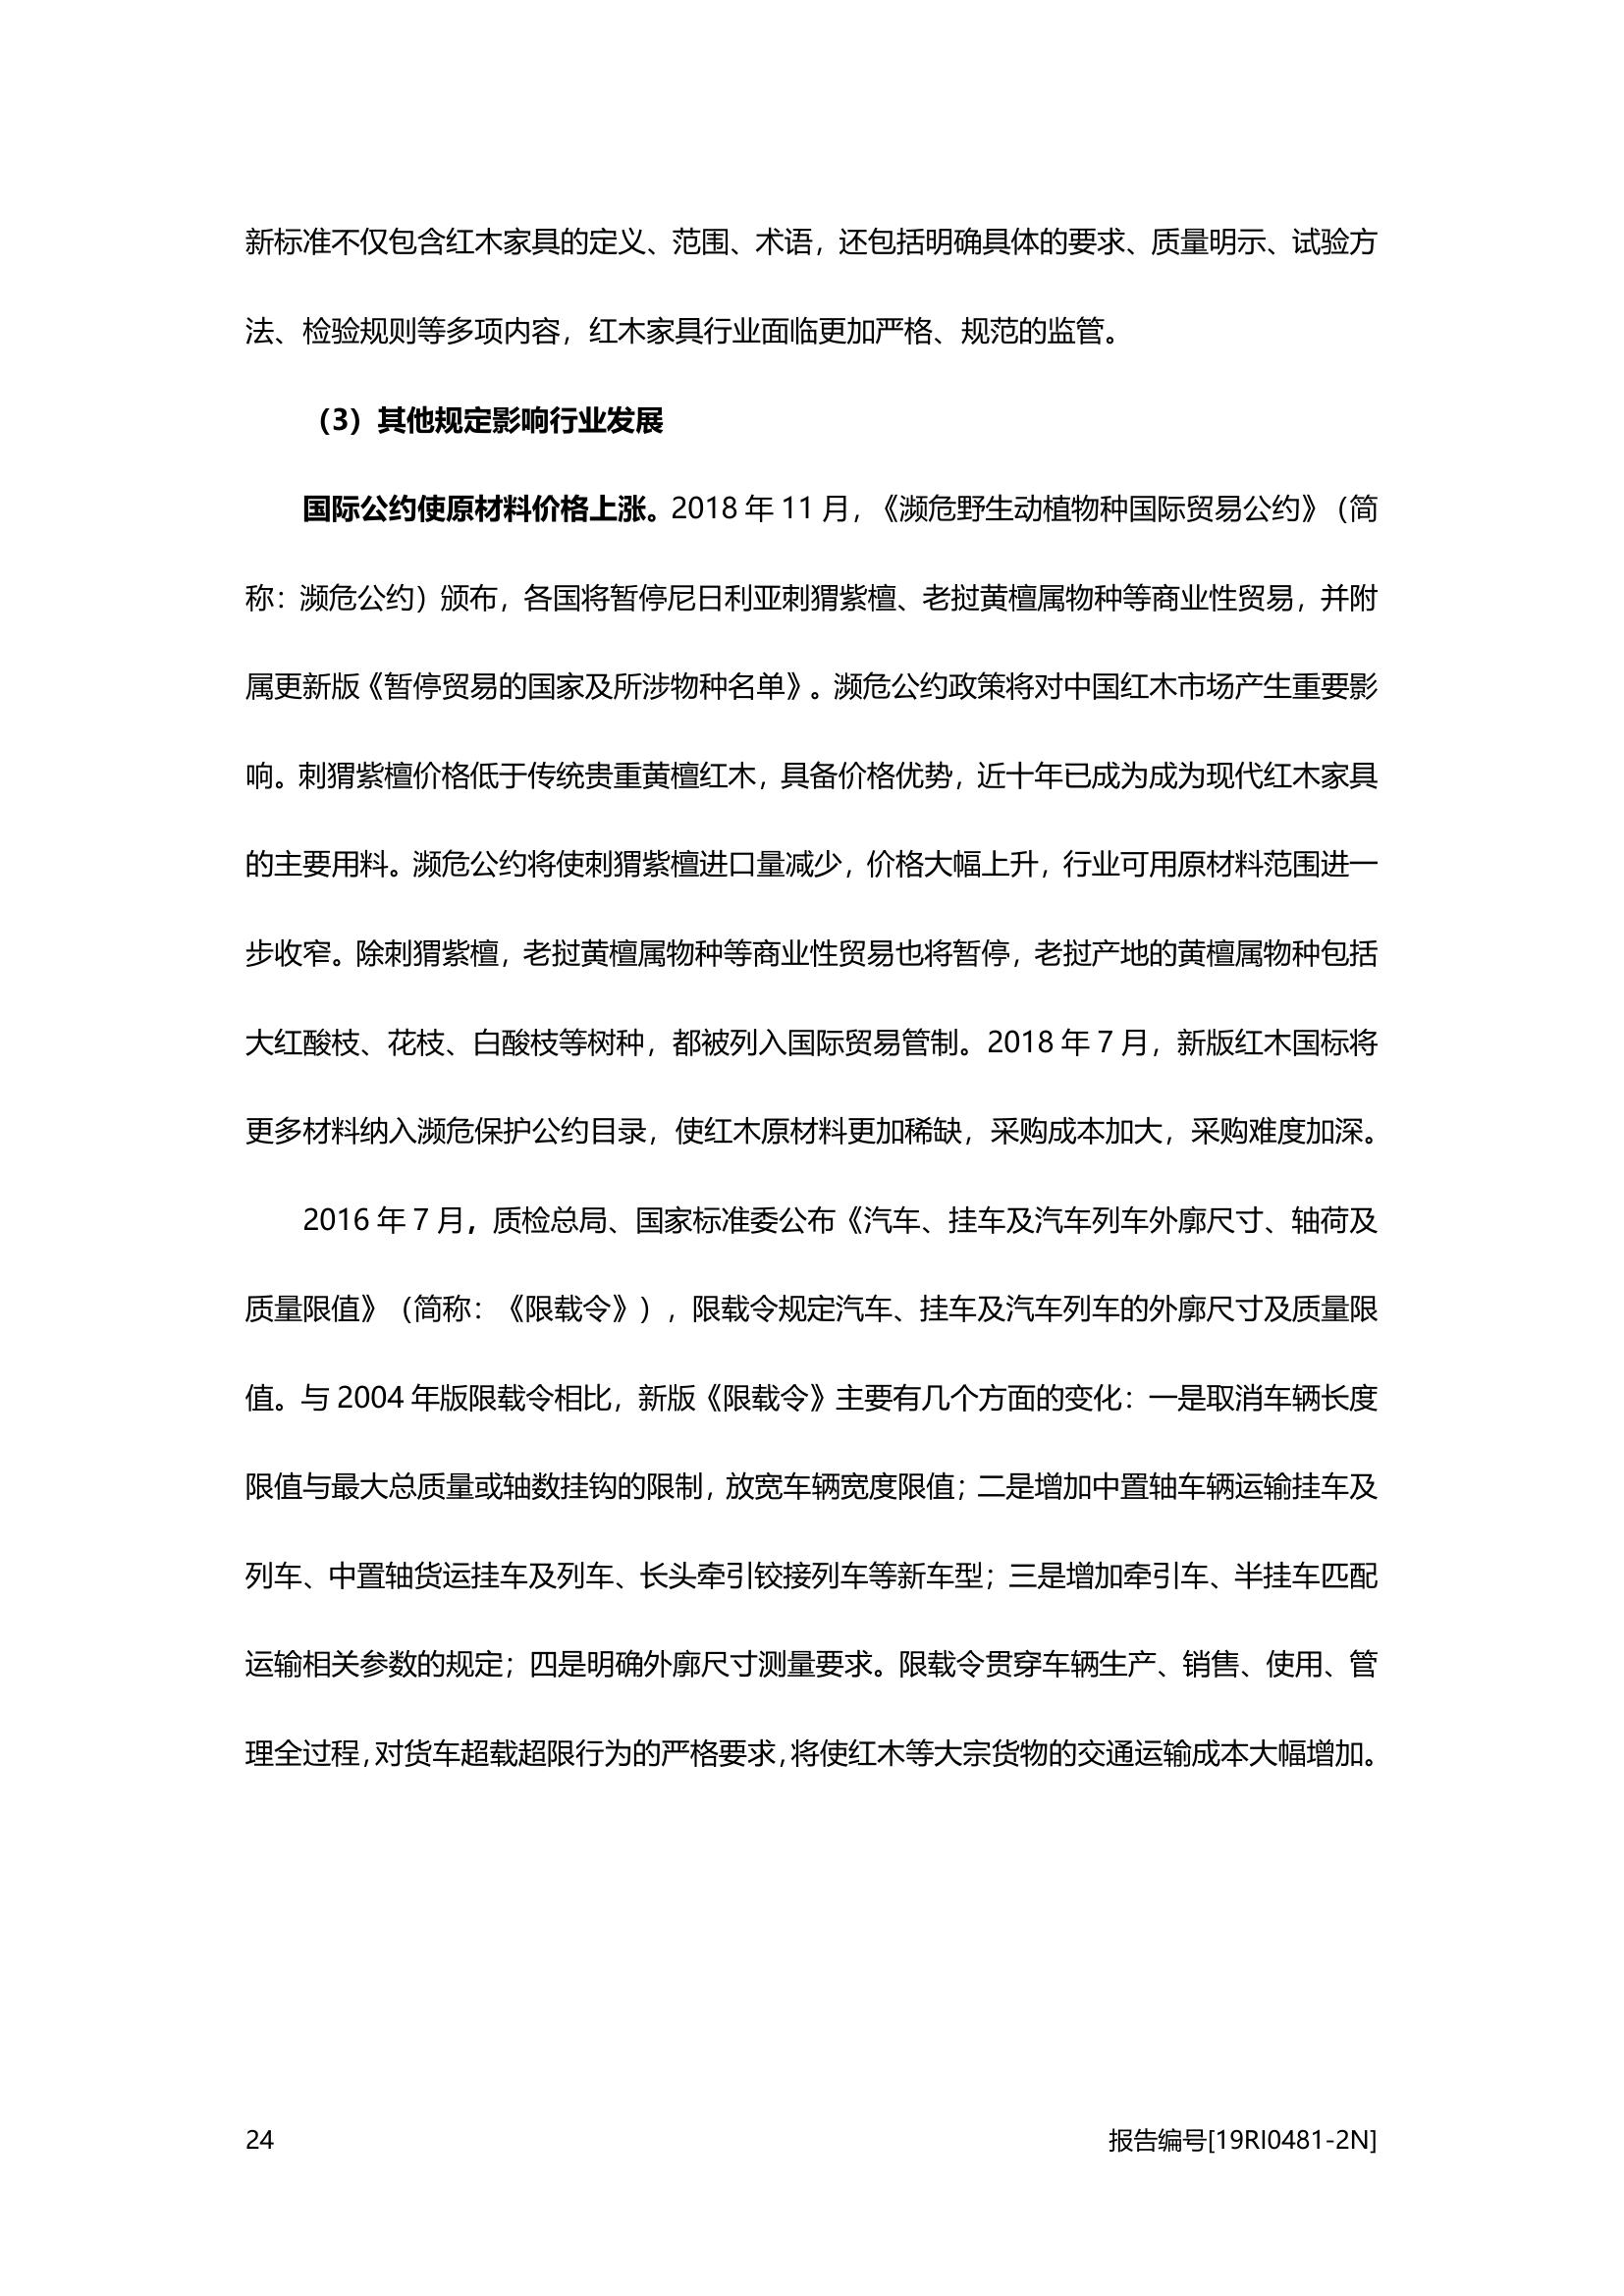 新标准不仅包含红木家具的定义、范围、术语，还包括明确具体的要求、质量明示、试验方
法、检验规则等多项内容，红木家具行业面临更加严格、规范的监管。
（3）其他规定影响行业发展
国际公约使原材料价格上涨。2018 年 11 月，《濒危野生动植物种国际贸易公约》（简
称：濒危公约）颁布，各国将暂停尼日利亚刺猬紫檀、老挝黄檀属物种等商业性贸易，并附
属更新版《暂停贸易的国家及所涉物种名单》。濒危公约政策将对中国红木市场产生重要影
响。刺猬紫檀价格低于传统贵重黄檀红木，具备价格优势，近十年已成为成为现代红木家具
的主要用料。濒危公约将使刺猬紫檀进口量减少，价格大幅上升，行业可用原材料范围进一
步收窄。除刺猬紫檀，老挝黄檀属物种等商业性贸易也将暂停，老挝产地的黄檀属物种包括
大红酸枝、花枝、白酸枝等树种，都被列入国际贸易管制。2018 年 7 月，新版红木国标将
更多材料纳入濒危保护公约目录，使红木原材料更加稀缺，采购成本加大，采购难度加深。
2016 年 7 月，质检总局、国家标准委公布《汽车、挂车及汽车列车外廓尺寸、轴荷及
质量限值》（简称：《限载令》），限载令规定汽车、挂车及汽车列车的外廓尺寸及质量限
值。与 2004 年版限载令相比，新版《限载令》主要有几个方面的变化：一是取消车辆长度
限值与最大总质量或轴数挂钩的限制，放宽车辆宽度限值；二是增加中置轴车辆运输挂车及
列车、中置轴货运挂车及列车、长头牵引铰接列车等新车型；三是增加牵引车、半挂车匹配
运输相关参数的规定；四是明确外廓尺寸测量要求。限载令贯穿车辆生产、销售、使用、管
理全过程，对货车超载超限行为的严格要求，将使红木等大宗货物的交通运输成本大幅增加。
24
报告编号[19RI0481-2N]